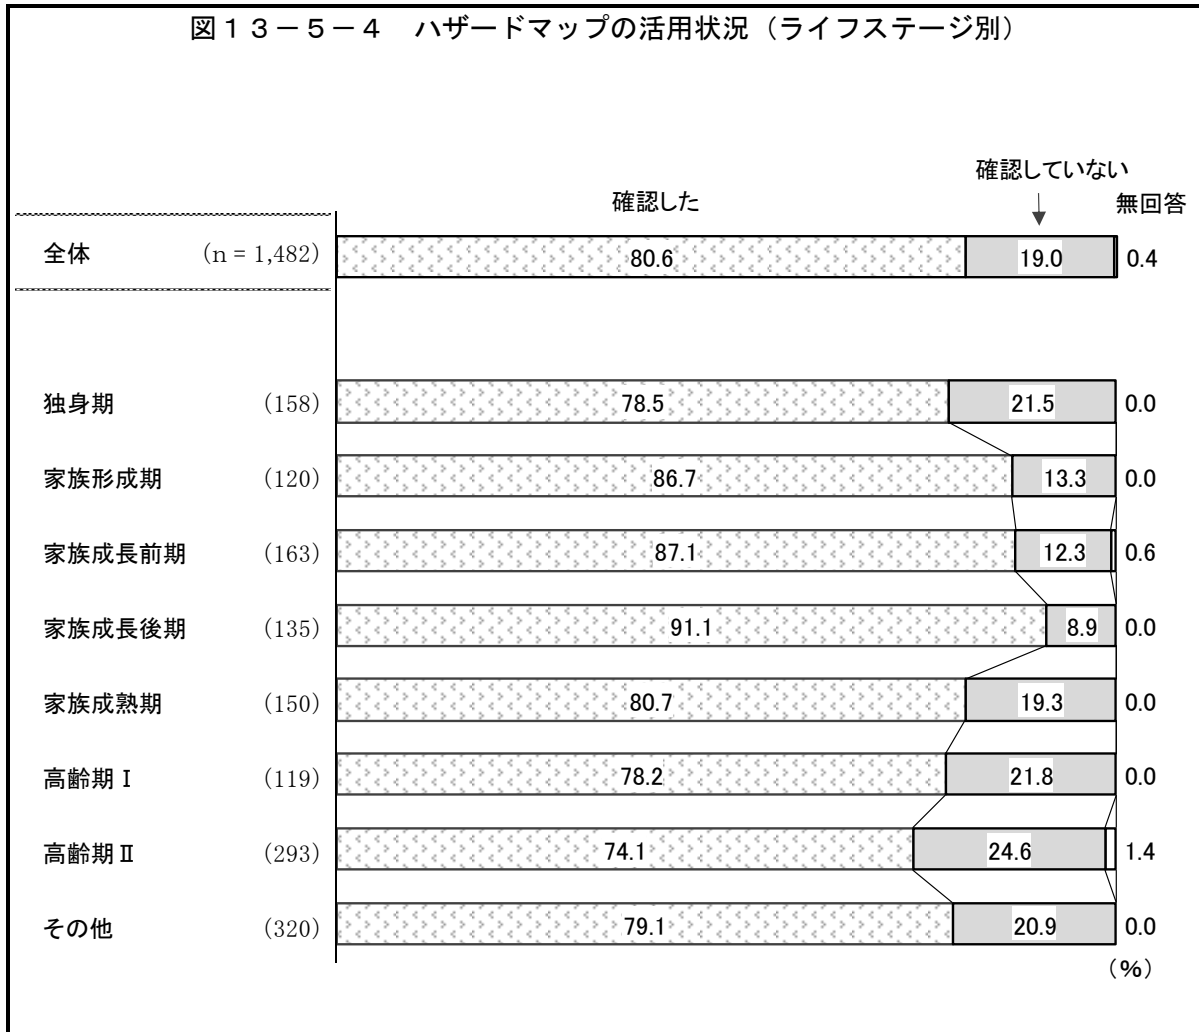 図１３－５－４　ハザードマップの活用状況（ライフステージ別）
確認していない
確認した 無回答
全体 (n = 1,482) 80.6 19.0 0.4
独身期 (158) 78.5 21.5 0.0
家族形成期 (120) 86.7 13.3 0.0
家族成長前期 (163) 87.1 12.3 0.6
家族成長後期 (135) 91.1 8.9 0.0
家族成熟期 (150) 80.7 19.3 0.0
高齢期Ⅰ (119) 78.2 21.8 0.0
高齢期Ⅱ (293) 74.1 24.6 1.4
その他 (320) 79.1 20.9 0.0
（%）